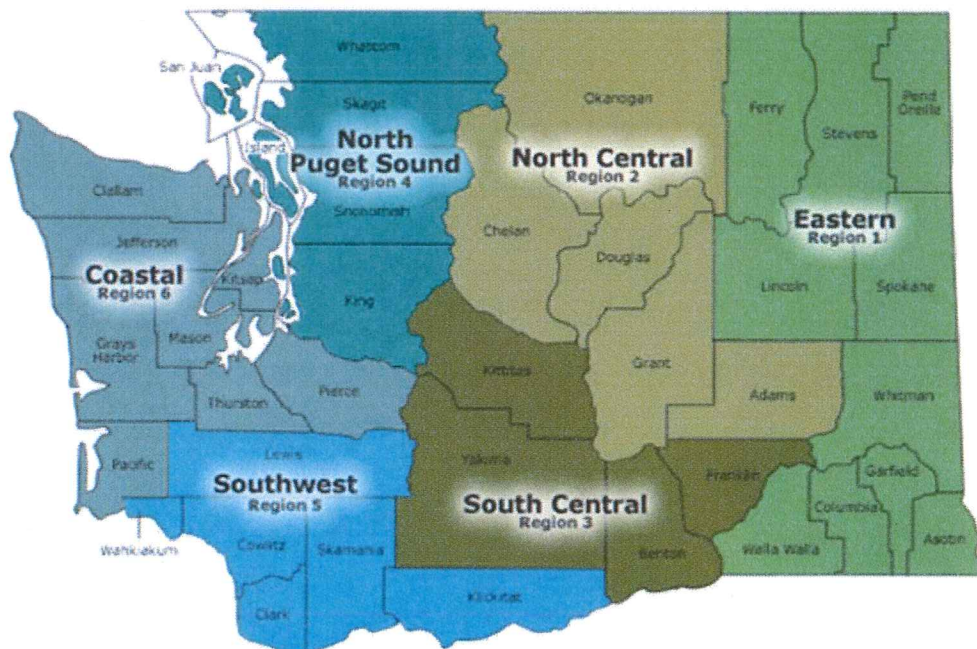 Whatcom
San Juan
Skagit
Island
North
Puget Sound
Region 4
Snohomish
King
Okanogan
North Central
Region 2
Chelan
Douglas
Grant
Adams
Ferry
Stevens
Pend
Oreille
Eastern
Region 1
Lincoln
Spokane
Whitman
Garfield
Columbia
Walla Walla
Asotin
Clallam
Jefferson
Coastal
Region 6
Kitsap
Mason
Grays
Harbor
Thurston
Pierce
Pacific
Kittitas
Yakima
South Central
Region 3
Franklin
Benton
Lewis
Southwest
Region 5
Wahkiakum
Cowlitz
Skamania
Clark
Klickitat